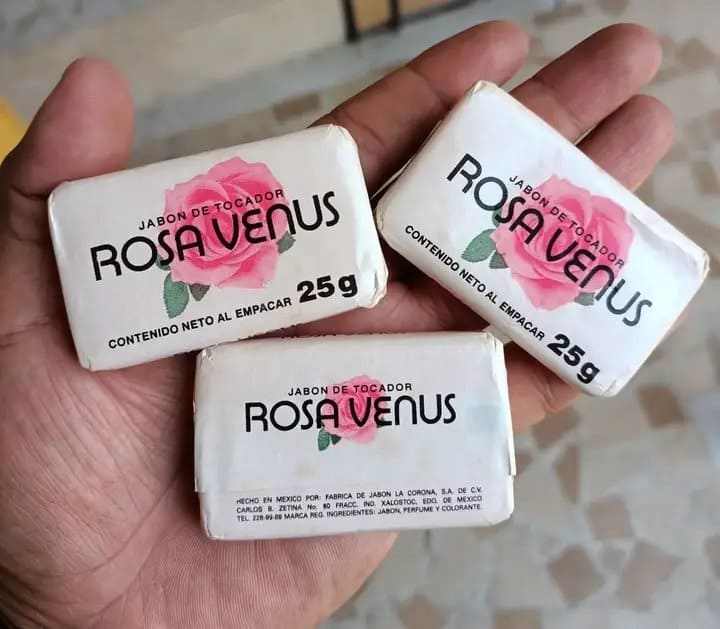 JABON DE TOCADOR
ROSA VENUS
CONTENIDO NETO AL EMPACAR 25g
JABON DE TOCADOR
ROSA VENUS
CONTENIDO NETO AL EMPACAR 25g
JABON DE TOCADOR
ROSA VENUS
HECHO EN MEXICO POR: FABRICA DE JABON LA CORONA, S.A. DE C.V.
CARLOS B. ZETINA No. 80 FRACC. IND. XALOSTOC, EDO. DE MEXICO
TEL. 228-99-88 MARCA REG. INGREDIENTES: JABON, PERFUME Y COLORANTE.